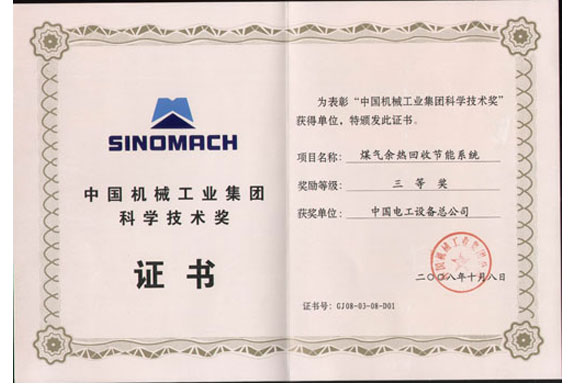 SINOMACH
中国机械工业集团
科学技术奖
证书
为表彰“中国机械工业集团科学技术奖”
获得单位，特颁发此证书。
项目名称： 煤气余热回收节能系统
奖励等级： 三等奖
获奖单位： 中国电工设备总公司
二〇〇八年十月八日
证书号：GJ08-03-08-D01